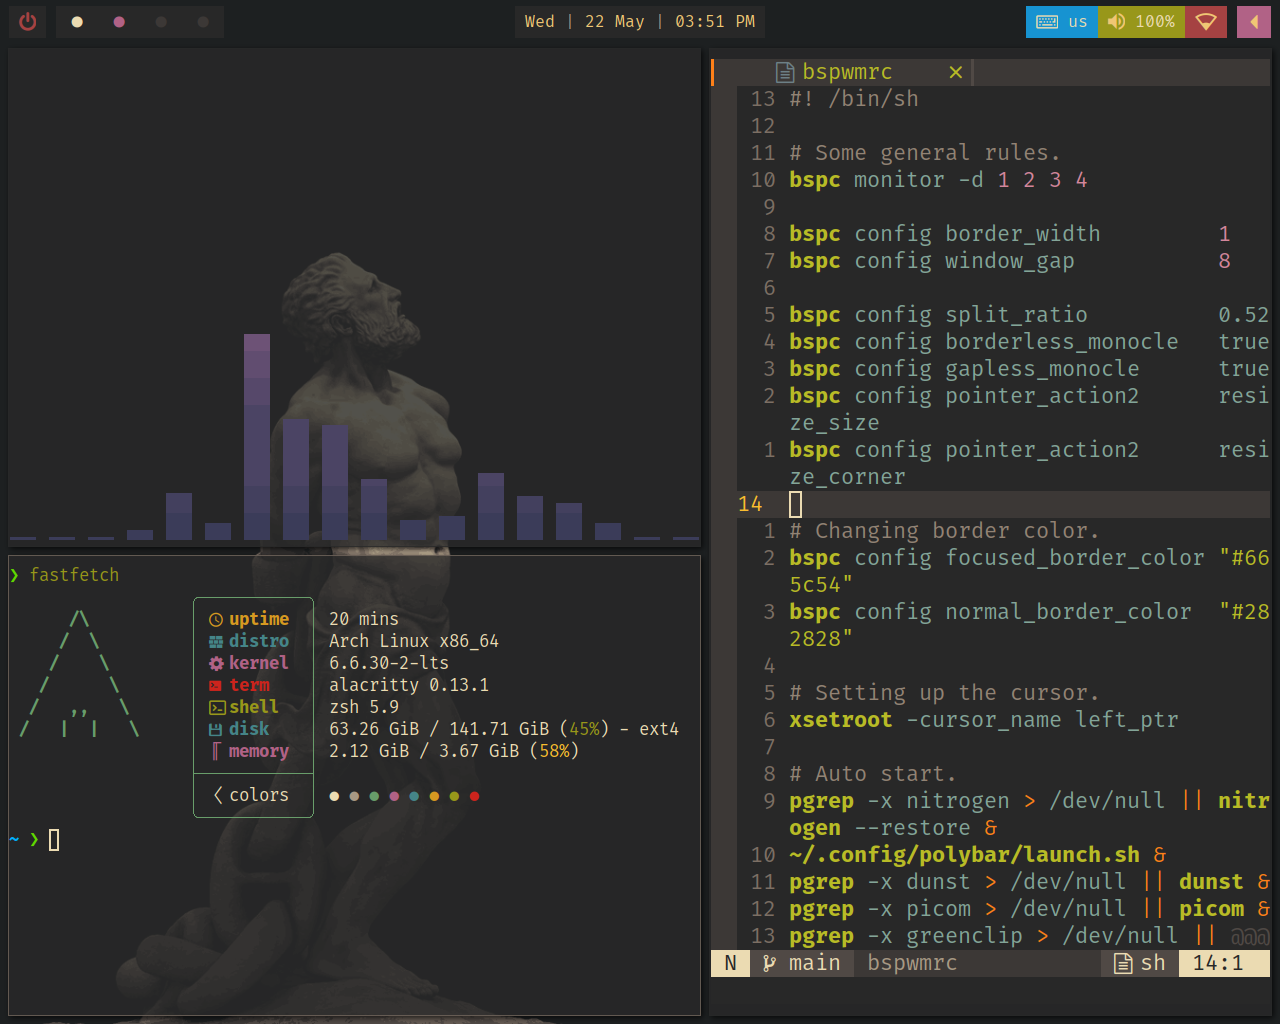 Wed | 22 May | 03:51 PM
us
100%
bspwmrc ×
13 #! /bin/sh
12
11 # Some general rules.
10 bspc monitor -d 1 2 3 4
9
8 bspc config border_width 1
7 bspc config window_gap 8
6
5 bspc config split_ratio 0.52
4 bspc config borderless_monocle true
3 bspc config gapless_monocle true
2 bspc config pointer_action2 resi
ze_size
1 bspc config pointer_action2 resi
ze_corner
14
1 # Changing border color.
2 bspc config focused_border_color "#66
5c54"
3 bspc config normal_border_color "#28
2828"
4
5 # Setting up the cursor.
6 xsetroot -cursor_name left_ptr
7
8 # Auto start.
9 pgrep -x nitrogen > /dev/null || nitr
ogen --restore &
10 ~/.config/polybar/launch.sh &
11 pgrep -x dunst > /dev/null || dunst &
12 pgrep -x picom > /dev/null || picom &
13 pgrep -x greenclip > /dev/null || @@@
N main bspwmrc sh 14:1
❯ fastfetch
/\
/  \
/    \
/      \
/   ,,   \
/   |  |   \
uptime 20 mins
distro Arch Linux x86_64
kernel 6.6.30-2-lts
term alacritty 0.13.1
shell zsh 5.9
disk 63.26 GiB / 141.71 GiB (45%) - ext4
memory 2.12 GiB / 3.67 GiB (58%)
colors
~ ❯